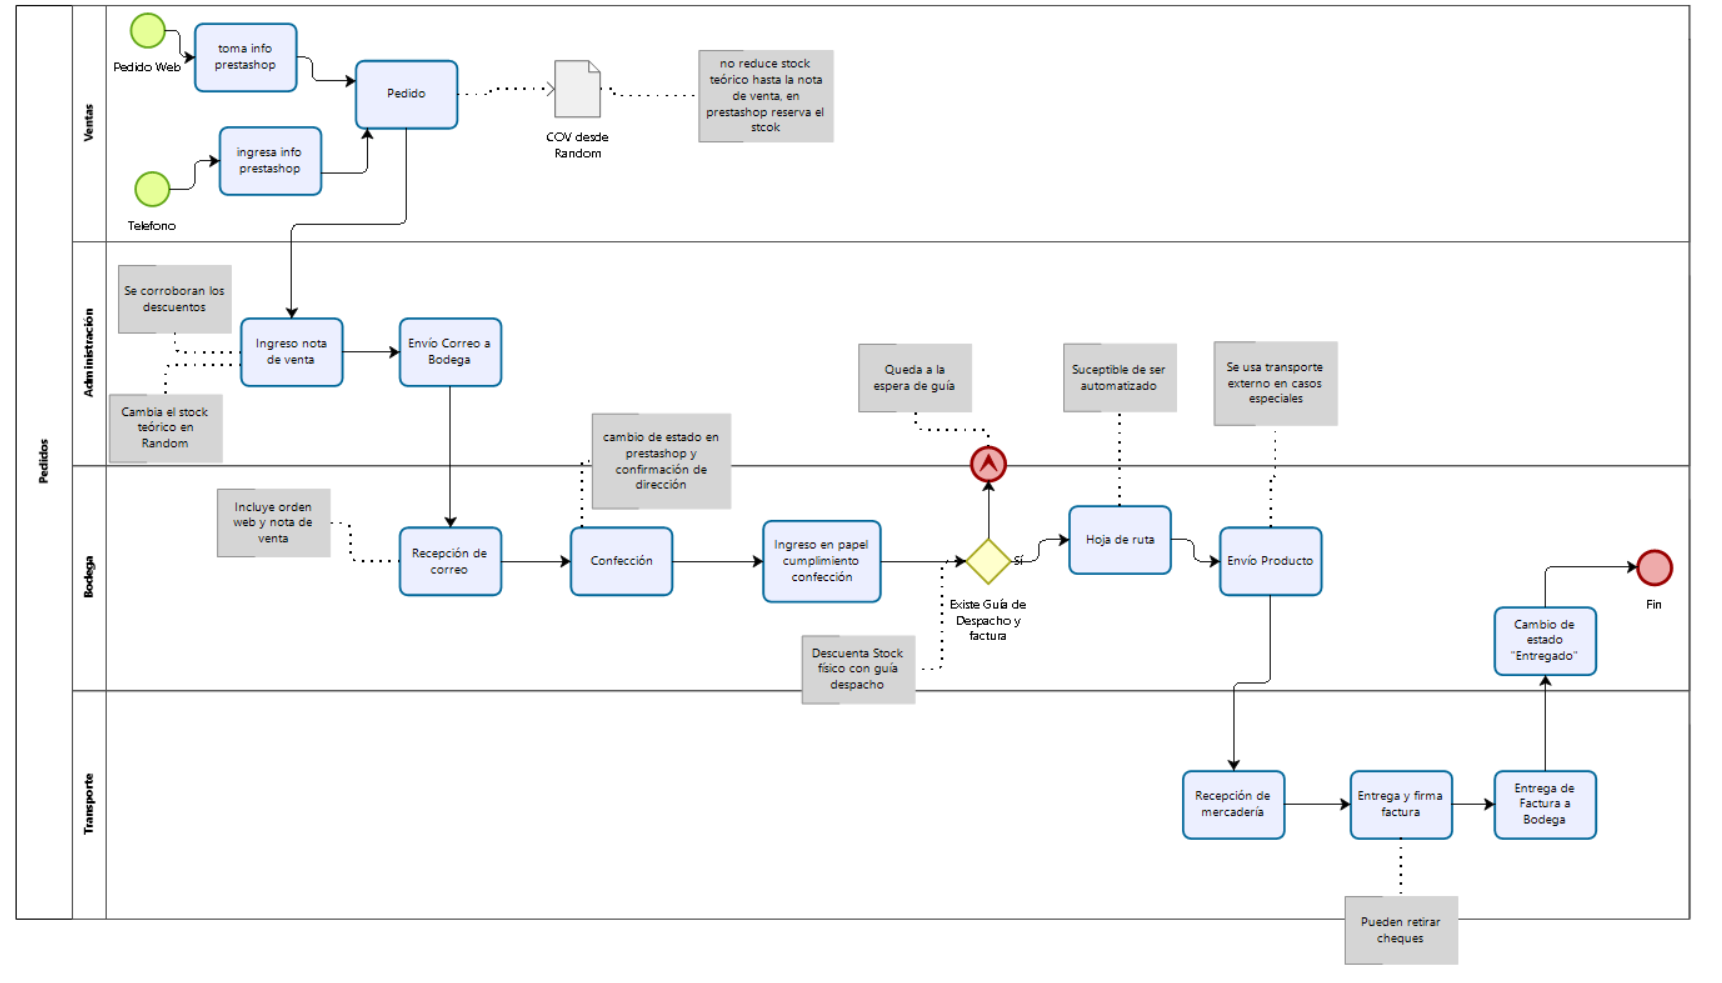 Pedidos
Ventas
Pedido Web
toma info
prestashop
Pedido
COV desde
Random
no reduce stock
teórico hasta la nota
de venta, en
prestashop reserva el
stcok
Telefono
ingresa info
prestashop
Administración
Se corroboran los
descuentos
Cambia el stock
teórico en
Random
Ingreso nota
de venta
Envío Correo a
Bodega
Queda a la
espera de guía
Suceptible de ser
automatizado
Se usa transporte
externo en casos
especiales
Bodega
cambio de estado en
prestashop y
confirmación de
dirección
Incluye orden
web y nota de
venta
Recepción de
correo
Confección
Ingreso en papel
cumplimiento
confección
Existe Guía de
Despacho y
factura
sí
Descuenta Stock
físico con guía
despacho
Hoja de ruta
Envío Producto
Cambio de
estado
"Entregado"
Fin
Transporte
Recepción de
mercadería
Entrega y firma
factura
Entrega de
Factura a
Bodega
Pueden retirar
cheques